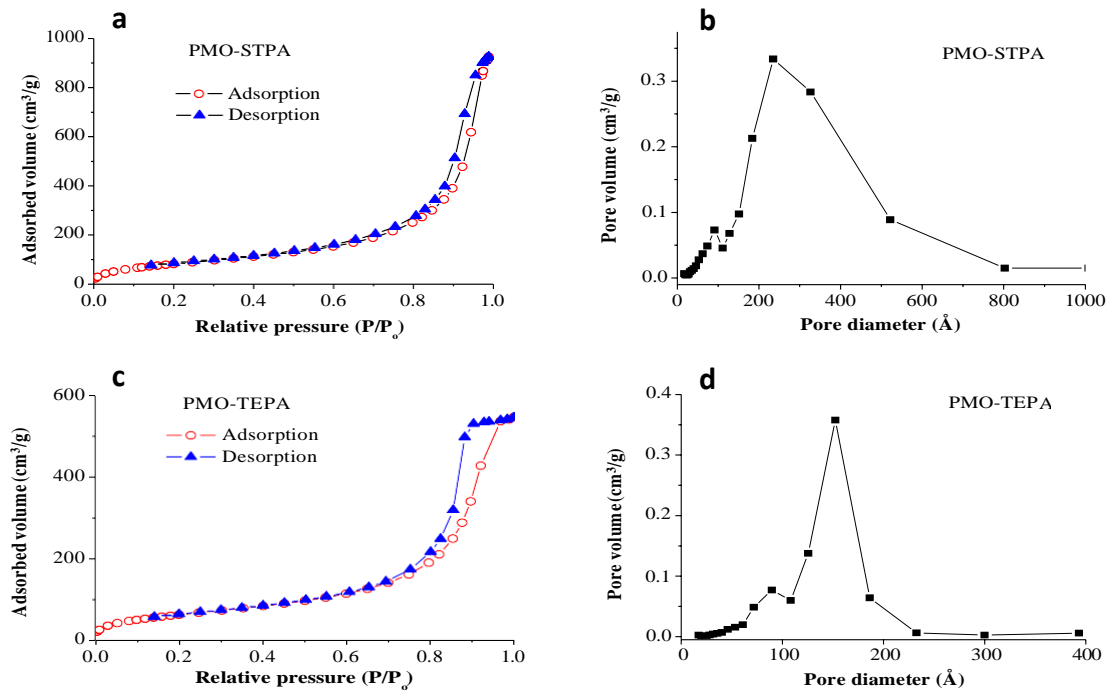 a
PMO-STPA
Adsorption
Desorption
Adsorbed volume (cm³/g)
1000
800
600
400
200
0
0.0 0.2 0.4 0.6 0.8 1.0
Relative pressure (P/Pₒ)
b
PMO-STPA
Pore volume (cm³/g)
0.3
0.2
0.1
0.0
0 200 400 600 800 1000
Pore diameter (Å)
c
PMO-TEPA
Adsorption
Desorption
Adsorbed volume (cm³/g)
600
400
200
0
0.0 0.2 0.4 0.6 0.8 1.0
Relative pressure (P/Pₒ)
d
PMO-TEPA
Pore volume (cm³/g)
0.4
0.3
0.2
0.1
0.0
0 100 200 300 400
Pore diameter (Å)